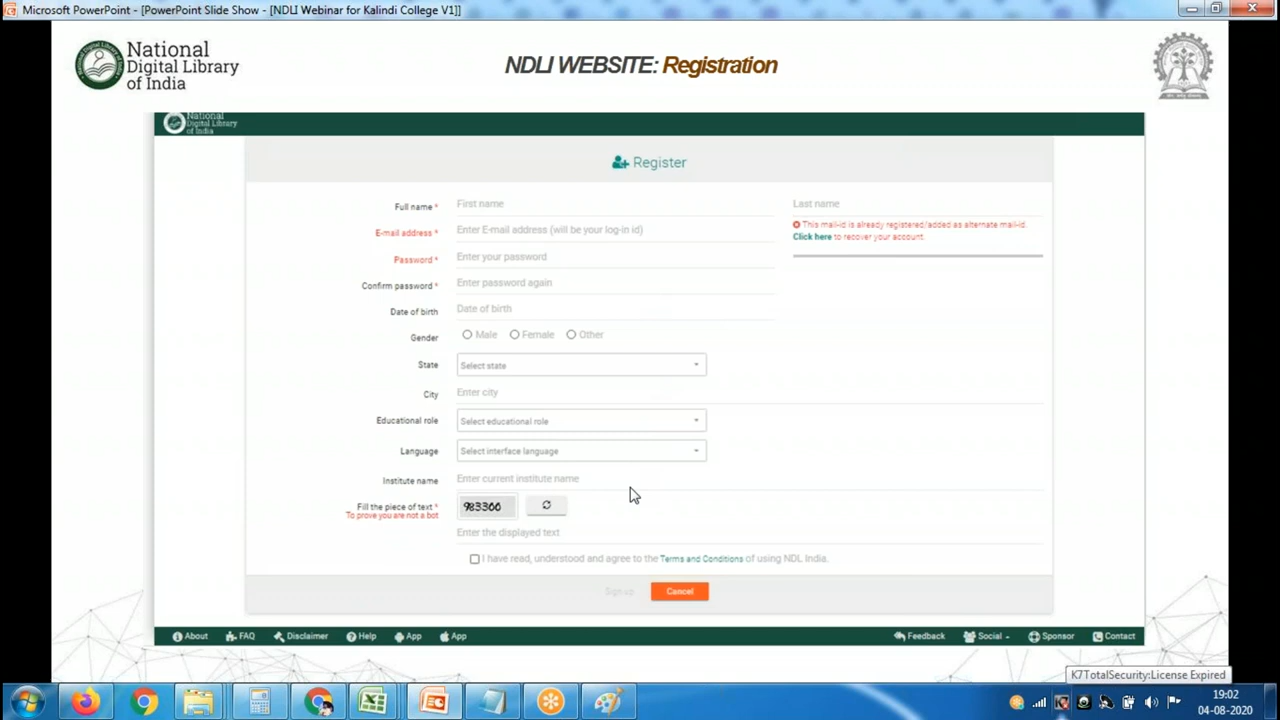 Microsoft PowerPoint - [PowerPoint Slide Show - [NDLI Webinar for Kalindi College V1]]
National
Digital Library
of India
NDLI WEBSITE: Registration
National
Digital Library
of India
Register
Full name * First name Last name
E-mail address * Enter E-mail address (will be your log-in id) This mail-id is already registered/added as alternate mail-id.
Click here to recover your account.
Password * Enter your password
Confirm password * Enter password again
Date of birth Date of birth
Gender Male Female Other
State Select state
City Enter city
Educational role Select educational role
Language Select interface language
Institute name Enter current institute name
Fill the piece of text * 983366
To prove you are not a bot
Enter the displayed text
I have read, understood and agree to the Terms and Conditions of using NDL India.
Sign up Cancel
About FAQ Disclaimer Help App App Feedback Social Sponsor Contact
K7TotalSecurity:License Expired
19:02
04-08-2020